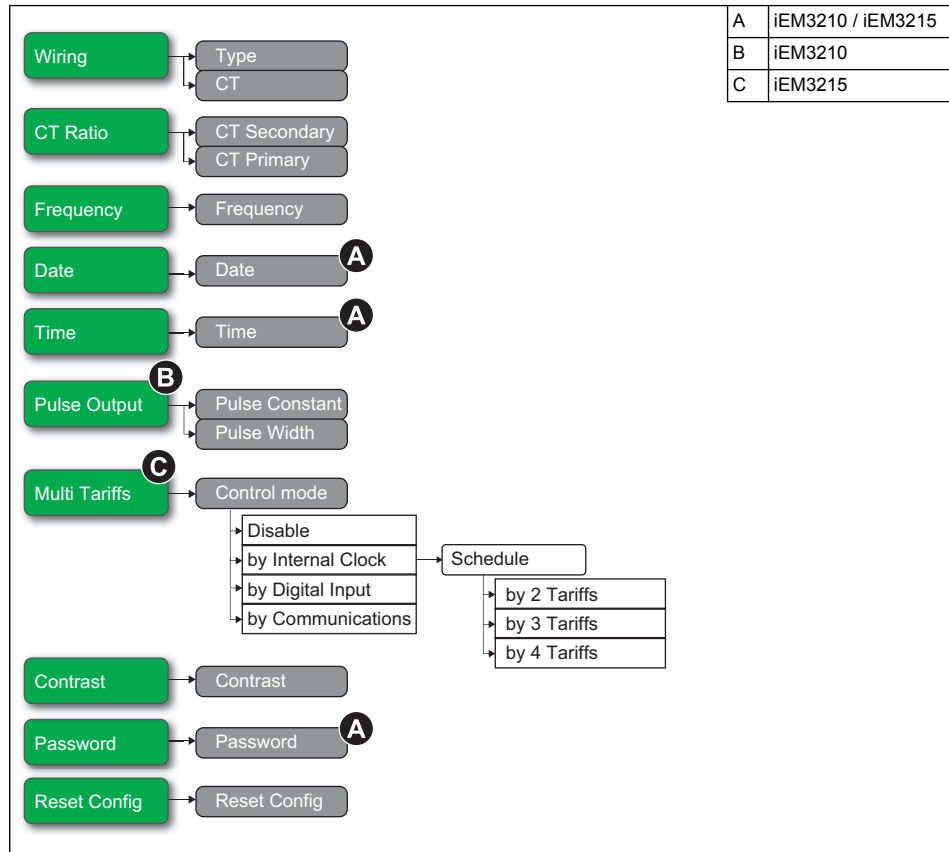 A iEM3210 / iEM3215
B iEM3210
C iEM3215
Wiring
Type
CT
CT Ratio
CT Secondary
CT Primary
Frequency
Frequency
Date
Date
A
Time
Time
A
Pulse Output
B
Pulse Constant
Pulse Width
Multi Tariffs
C
Control mode
Disable
by Internal Clock
by Digital Input
by Communications
Schedule
by 2 Tariffs
by 3 Tariffs
by 4 Tariffs
Contrast
Contrast
Password
Password
A
Reset Config
Reset Config